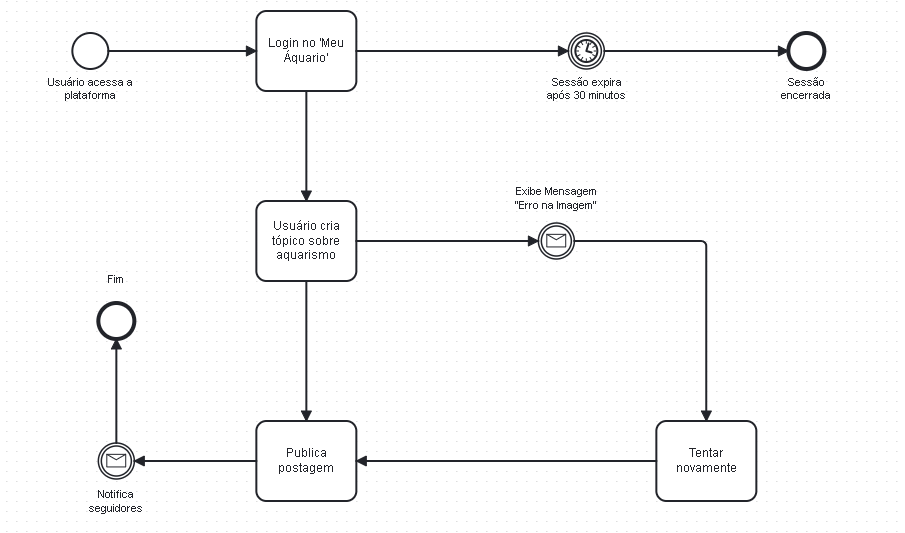 Login no 'Meu
Áquario'
Usuário acessa a
plataforma
Sessão expira
após 30 minutos
Sessão
encerrada
Exibe Mensagem
"Erro na Imagem"
Usuário cria
tópico sobre
aquarismo
Fim
Publica
postagem
Tentar
novamente
Notifica
seguidores